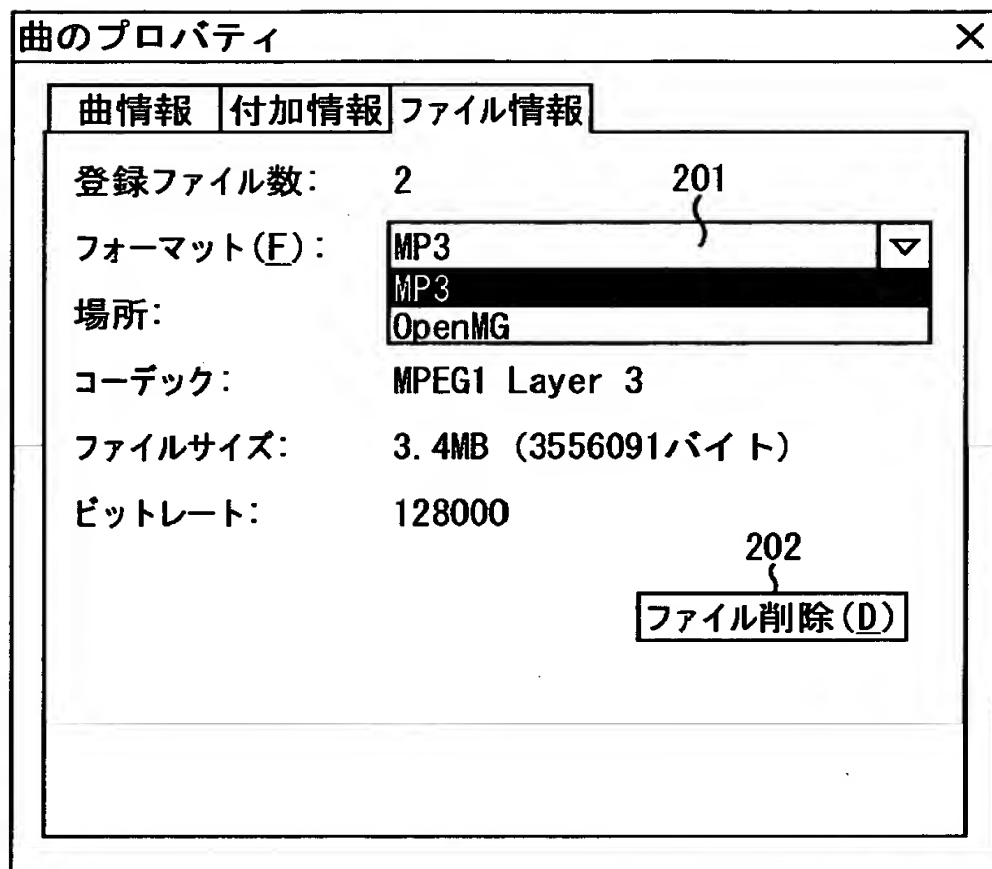 曲のプロパティ ×
曲情報 付加情報 ファイル情報
登録ファイル数: 2 201
フォーマット(F): MP3
MP3
場所: OpenMG
コーデック: MPEG1 Layer 3
ファイルサイズ: 3.4MB (3556091バイト)
ビットレート: 128000
202
ファイル削除(D)